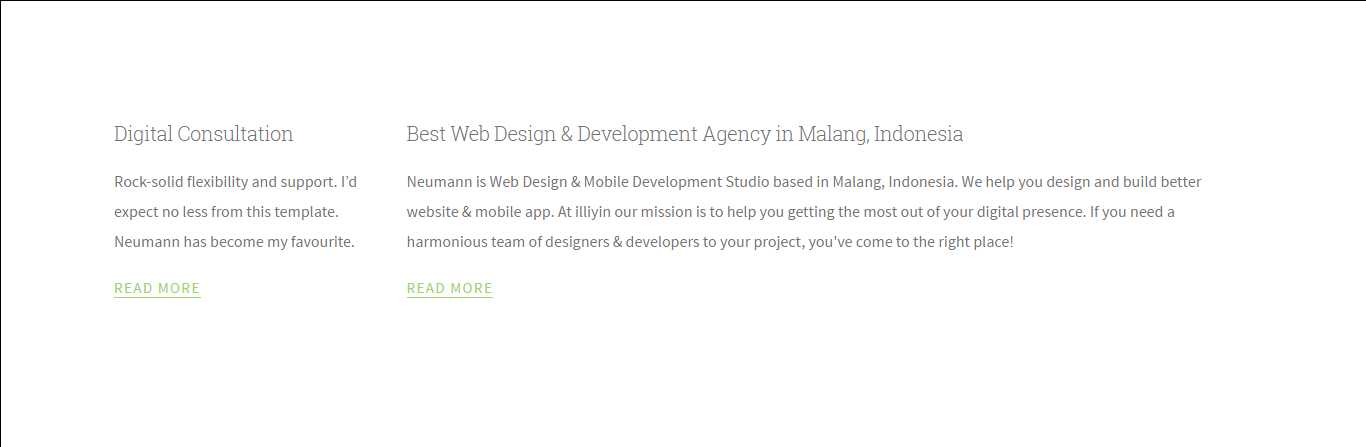 Digital Consultation
Rock-solid flexibility and support. I'd
expect no less from this template.
Neumann has become my favourite.
READ MORE
Best Web Design & Development Agency in Malang, Indonesia
Neumann is Web Design & Mobile Development Studio based in Malang, Indonesia. We help you design and build better
website & mobile app. At illiyin our mission is to help you getting the most out of your digital presence. If you need a
harmonious team of designers & developers to your project, you've come to the right place!
READ MORE